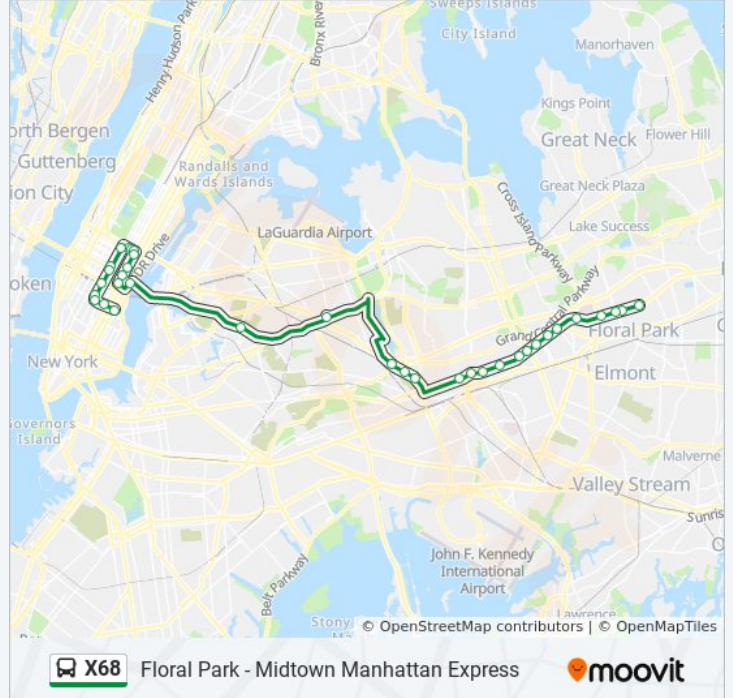 Sweeps Islands
City Island
Henry Hudson Park
Bronx River
Manorhaven
Kings Point
orth Bergen
Great Neck
Flower Hill
Guttenberg
Randalls and
Wards Islands
ion City
Great Neck Plaza
Cross Island Parkway
LaGuardia Airport
Lake Success
DR Drive
oken
Grand Central Parkway
Floral Park
New York
Elmont
Governors
Island
Malverne
Valley Stream
Sunris
John F. Kennedy
International
Airport
Belt Parkway
Lawrence
Stony
© OpenStreetMap contributors | © OpenMapTiles
X68 Floral Park - Midtown Manhattan Express
moovit